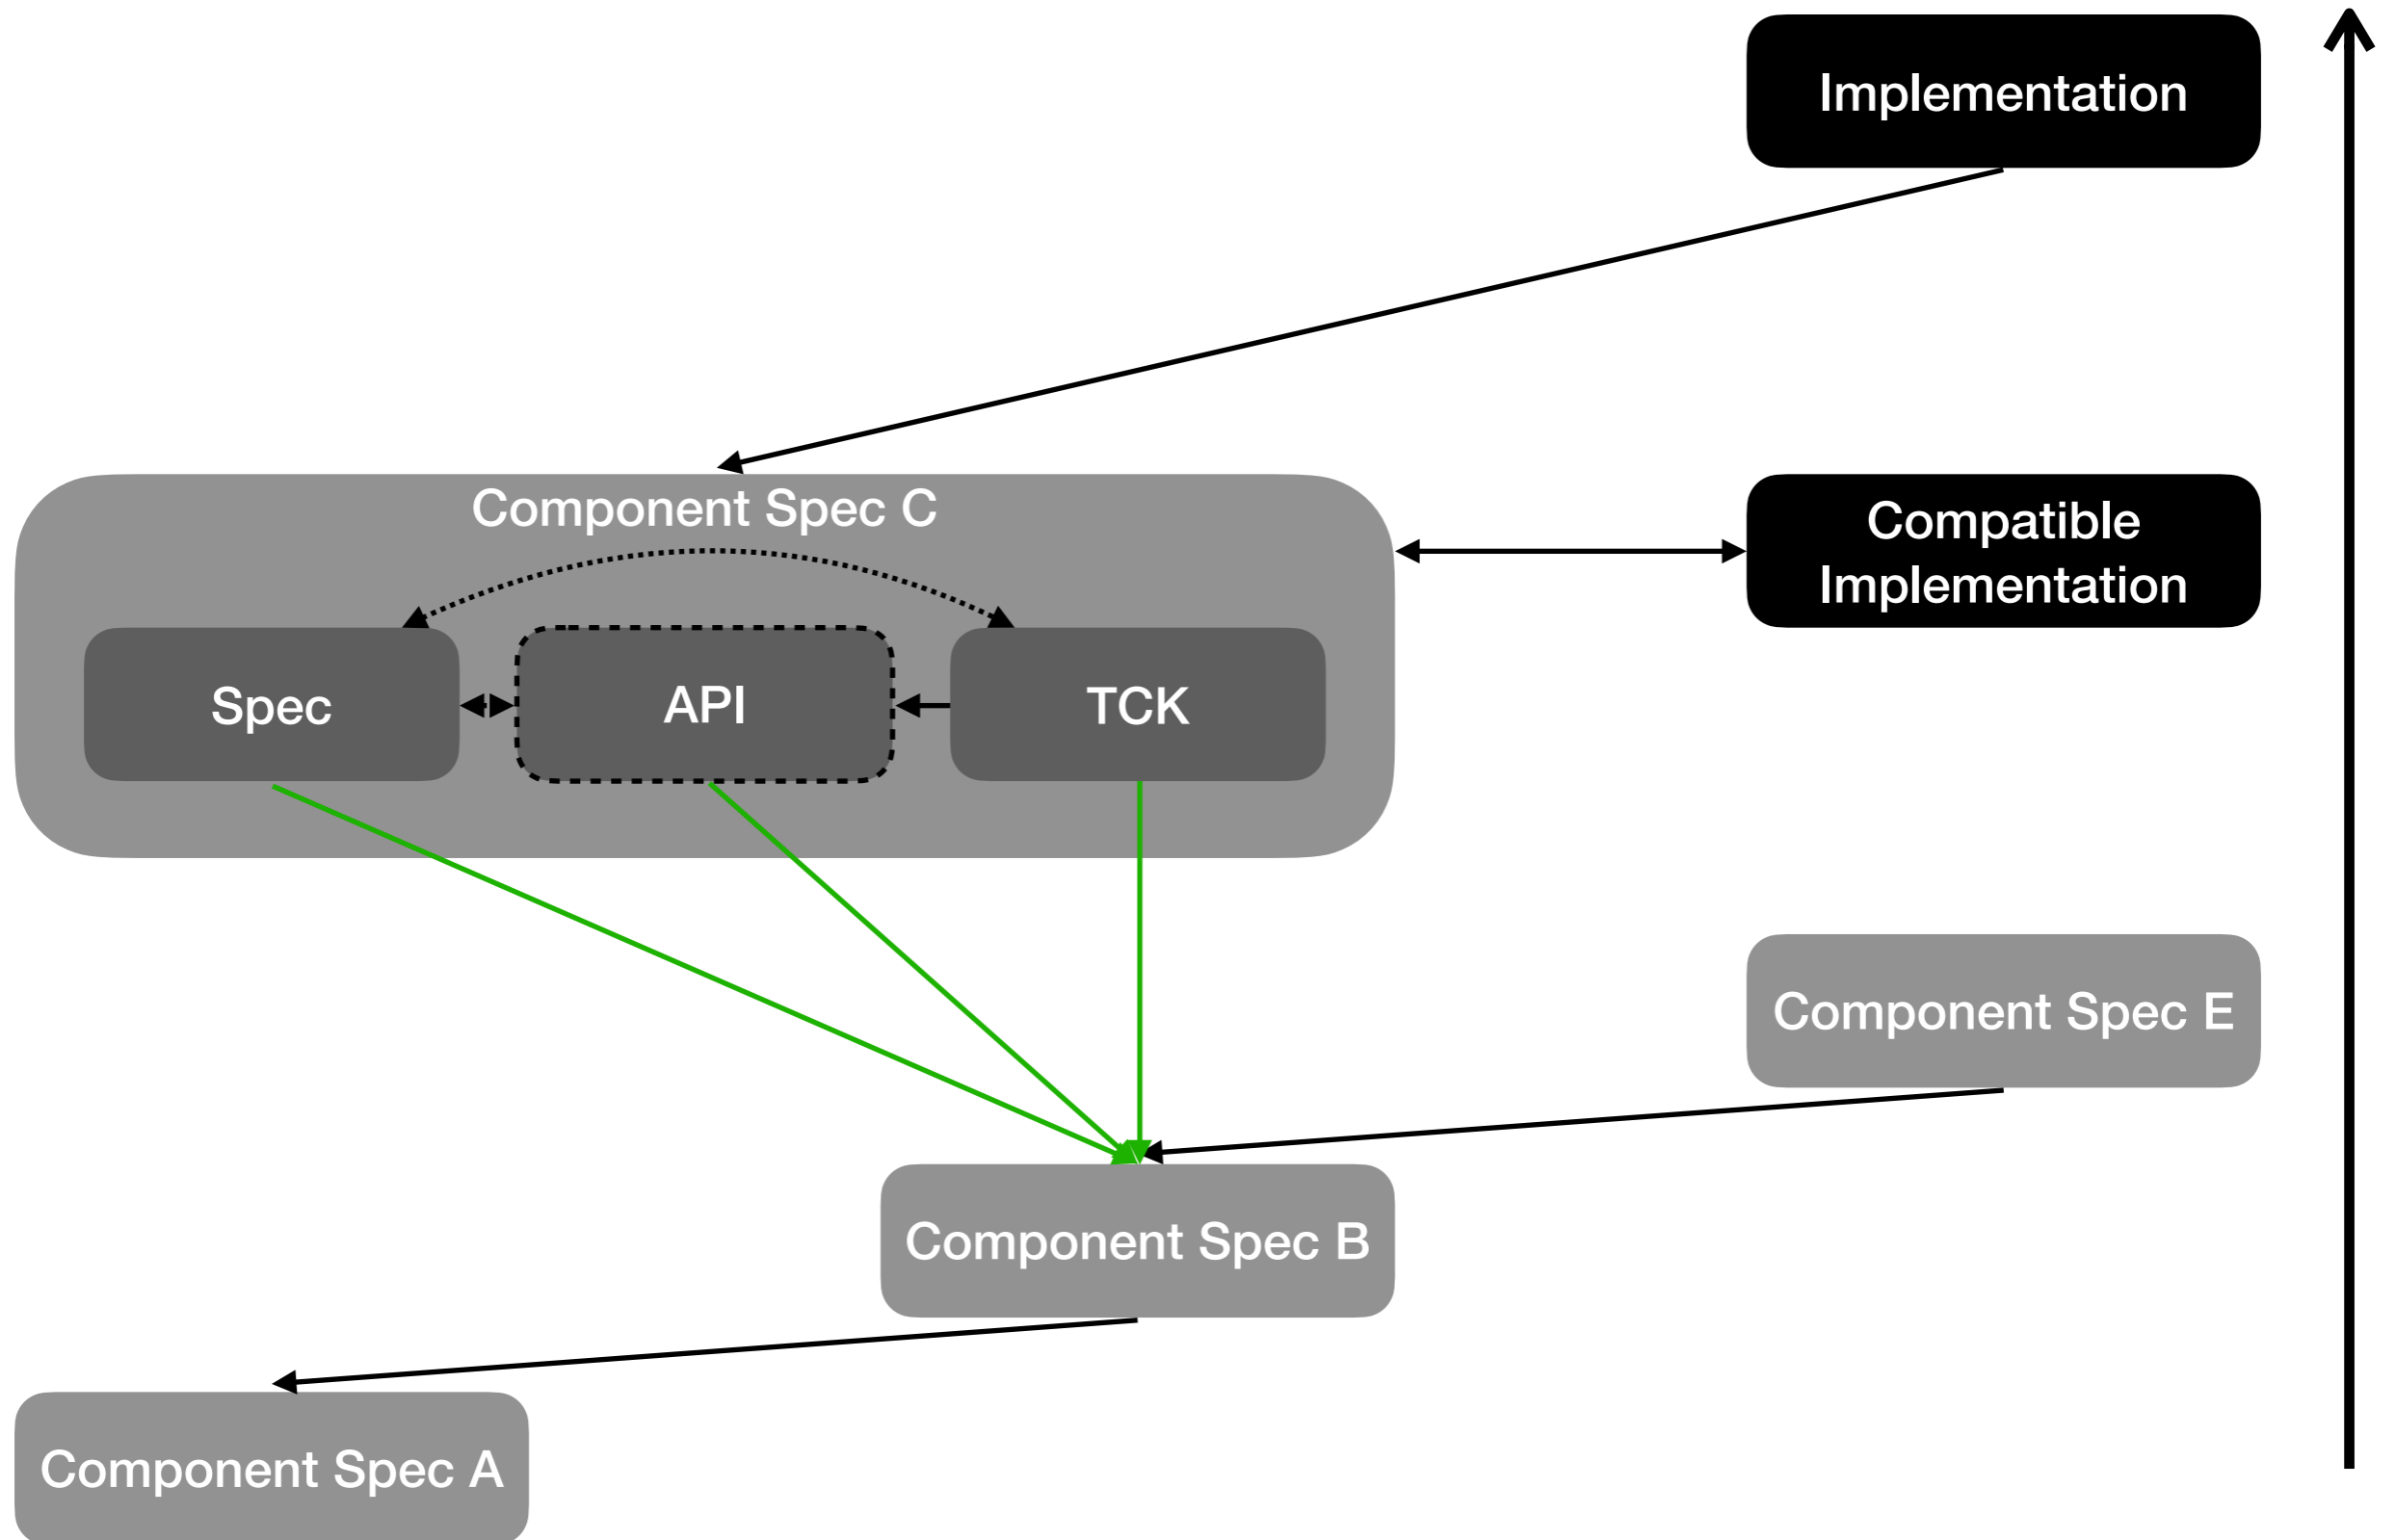 Implementation
Component Spec C
Compatible
Implementation
Spec
API
TCK
Component Spec E
Component Spec B
Component Spec A